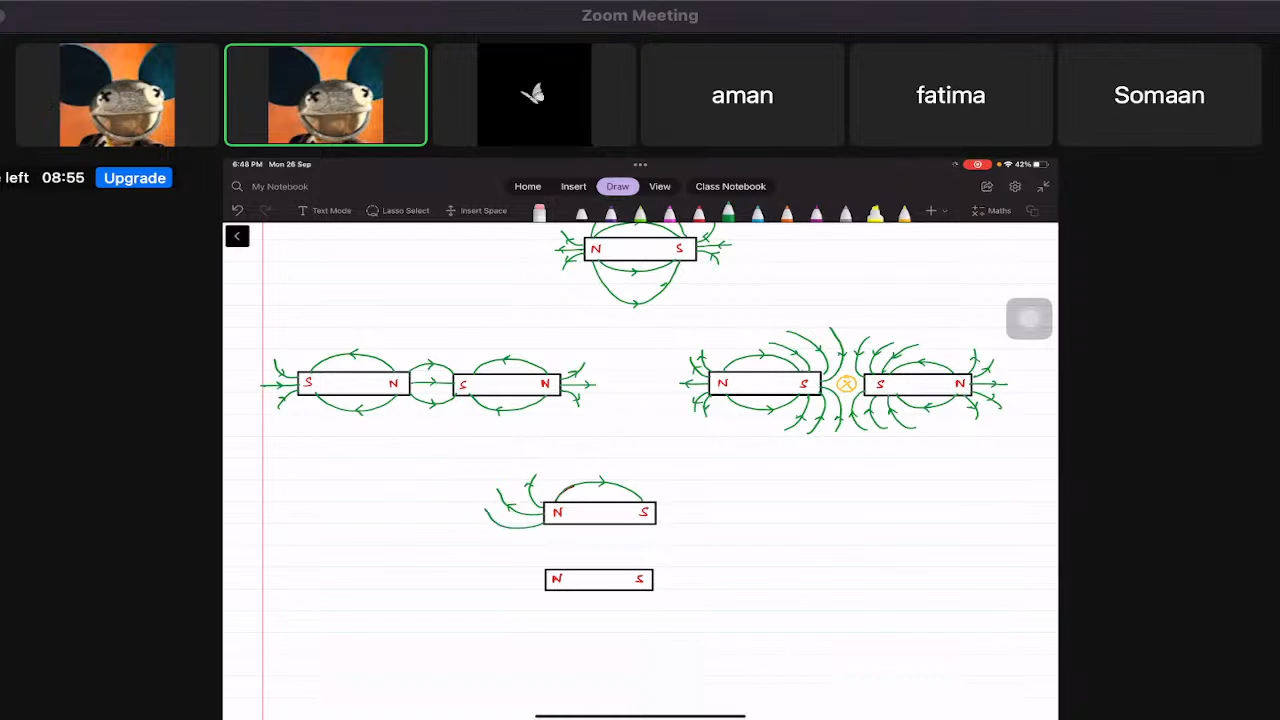 Zoom Meeting
aman fatima Somaan
left 08:55 Upgrade
6:48 PM Mon 26 Sep 42%
My Notebook Home Insert Draw View Class Notebook
Text Mode Lasso Select Insert Space Maths
N S
S N S N N S X S N
N S
N S